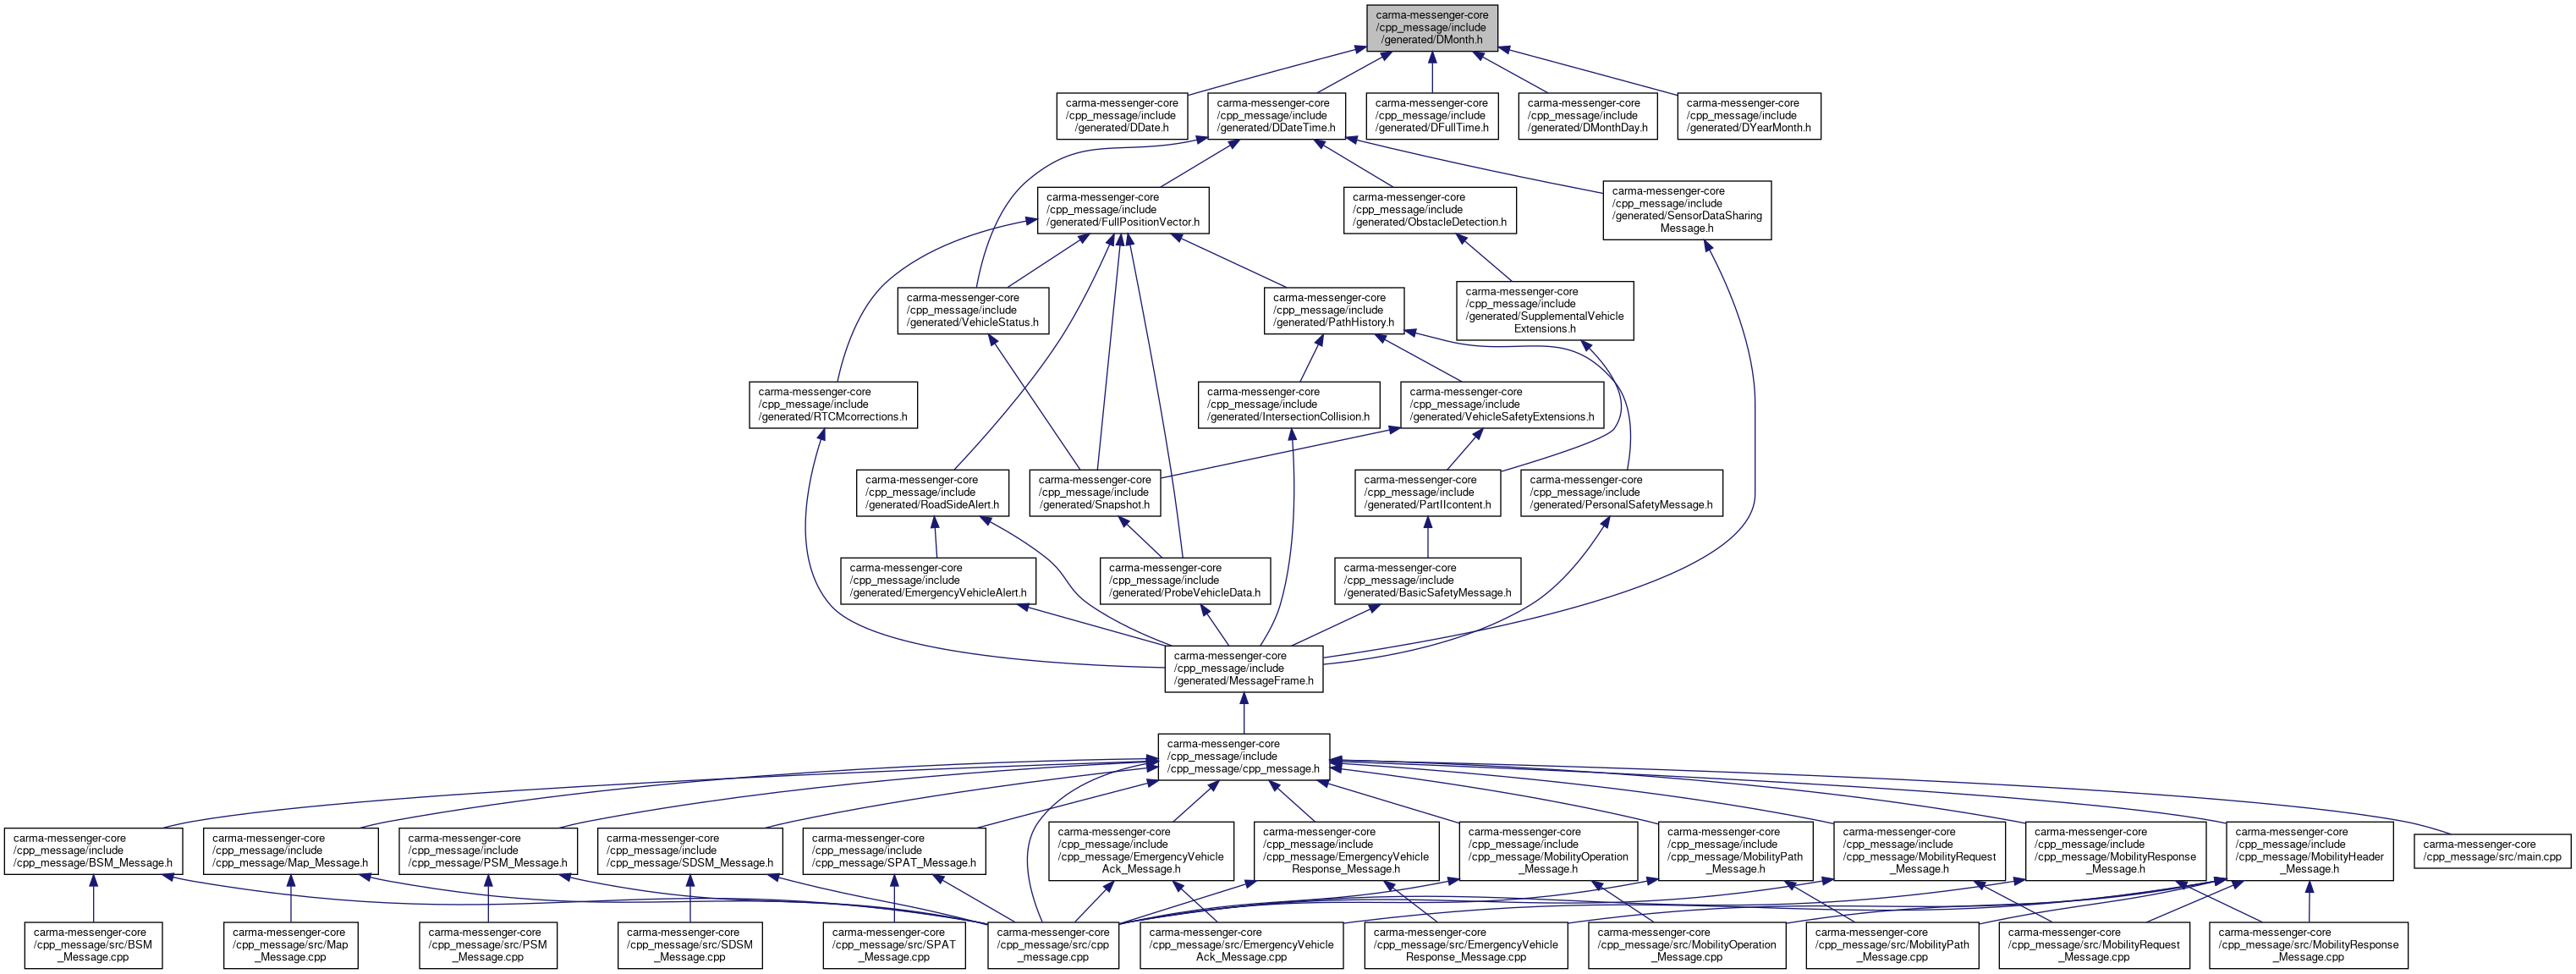 carma-messenger-core
/cpp_message/include
/generated/DMonth.h
carma-messenger-core
/cpp_message/include
/generated/DDate.h
carma-messenger-core
/cpp_message/include
/generated/DDateTime.h
carma-messenger-core
/cpp_message/include
/generated/DFullTime.h
carma-messenger-core
/cpp_message/include
/generated/DMonthDay.h
carma-messenger-core
/cpp_message/include
/generated/DYearMonth.h
carma-messenger-core
/cpp_message/include
/generated/FullPositionVector.h
carma-messenger-core
/cpp_message/include
/generated/ObstacleDetection.h
carma-messenger-core
/cpp_message/include
/generated/SensorDataSharing
Message.h
carma-messenger-core
/cpp_message/include
/generated/VehicleStatus.h
carma-messenger-core
/cpp_message/include
/generated/PathHistory.h
carma-messenger-core
/cpp_message/include
/generated/SupplementalVehicle
Extensions.h
carma-messenger-core
/cpp_message/include
/generated/RTCMcorrections.h
carma-messenger-core
/cpp_message/include
/generated/IntersectionCollision.h
carma-messenger-core
/cpp_message/include
/generated/VehicleSafetyExtensions.h
carma-messenger-core
/cpp_message/include
/generated/RoadSideAlert.h
carma-messenger-core
/cpp_message/include
/generated/Snapshot.h
carma-messenger-core
/cpp_message/include
/generated/PartIIcontent.h
carma-messenger-core
/cpp_message/include
/generated/PersonalSafetyMessage.h
carma-messenger-core
/cpp_message/include
/generated/EmergencyVehicleAlert.h
carma-messenger-core
/cpp_message/include
/generated/ProbeVehicleData.h
carma-messenger-core
/cpp_message/include
/generated/BasicSafetyMessage.h
carma-messenger-core
/cpp_message/include
/generated/MessageFrame.h
carma-messenger-core
/cpp_message/include
/cpp_message/cpp_message.h
carma-messenger-core
/cpp_message/include
/cpp_message/BSM_Message.h
carma-messenger-core
/cpp_message/include
/cpp_message/Map_Message.h
carma-messenger-core
/cpp_message/include
/cpp_message/PSM_Message.h
carma-messenger-core
/cpp_message/include
/cpp_message/SDSM_Message.h
carma-messenger-core
/cpp_message/include
/cpp_message/SPAT_Message.h
carma-messenger-core
/cpp_message/include
/cpp_message/EmergencyVehicle
Ack_Message.h
carma-messenger-core
/cpp_message/include
/cpp_message/EmergencyVehicle
Response_Message.h
carma-messenger-core
/cpp_message/include
/cpp_message/MobilityOperation
_Message.h
carma-messenger-core
/cpp_message/include
/cpp_message/MobilityPath
_Message.h
carma-messenger-core
/cpp_message/include
/cpp_message/MobilityRequest
_Message.h
carma-messenger-core
/cpp_message/include
/cpp_message/MobilityResponse
_Message.h
carma-messenger-core
/cpp_message/include
/cpp_message/MobilityHeader
_Message.h
carma-messenger-core
/cpp_message/src/main.cpp
carma-messenger-core
/cpp_message/src/BSM
_Message.cpp
carma-messenger-core
/cpp_message/src/Map
_Message.cpp
carma-messenger-core
/cpp_message/src/PSM
_Message.cpp
carma-messenger-core
/cpp_message/src/SDSM
_Message.cpp
carma-messenger-core
/cpp_message/src/SPAT
_Message.cpp
carma-messenger-core
/cpp_message/src/cpp
_message.cpp
carma-messenger-core
/cpp_message/src/EmergencyVehicle
Ack_Message.cpp
carma-messenger-core
/cpp_message/src/EmergencyVehicle
Response_Message.cpp
carma-messenger-core
/cpp_message/src/MobilityOperation
_Message.cpp
carma-messenger-core
/cpp_message/src/MobilityPath
_Message.cpp
carma-messenger-core
/cpp_message/src/MobilityRequest
_Message.cpp
carma-messenger-core
/cpp_message/src/MobilityResponse
_Message.cpp